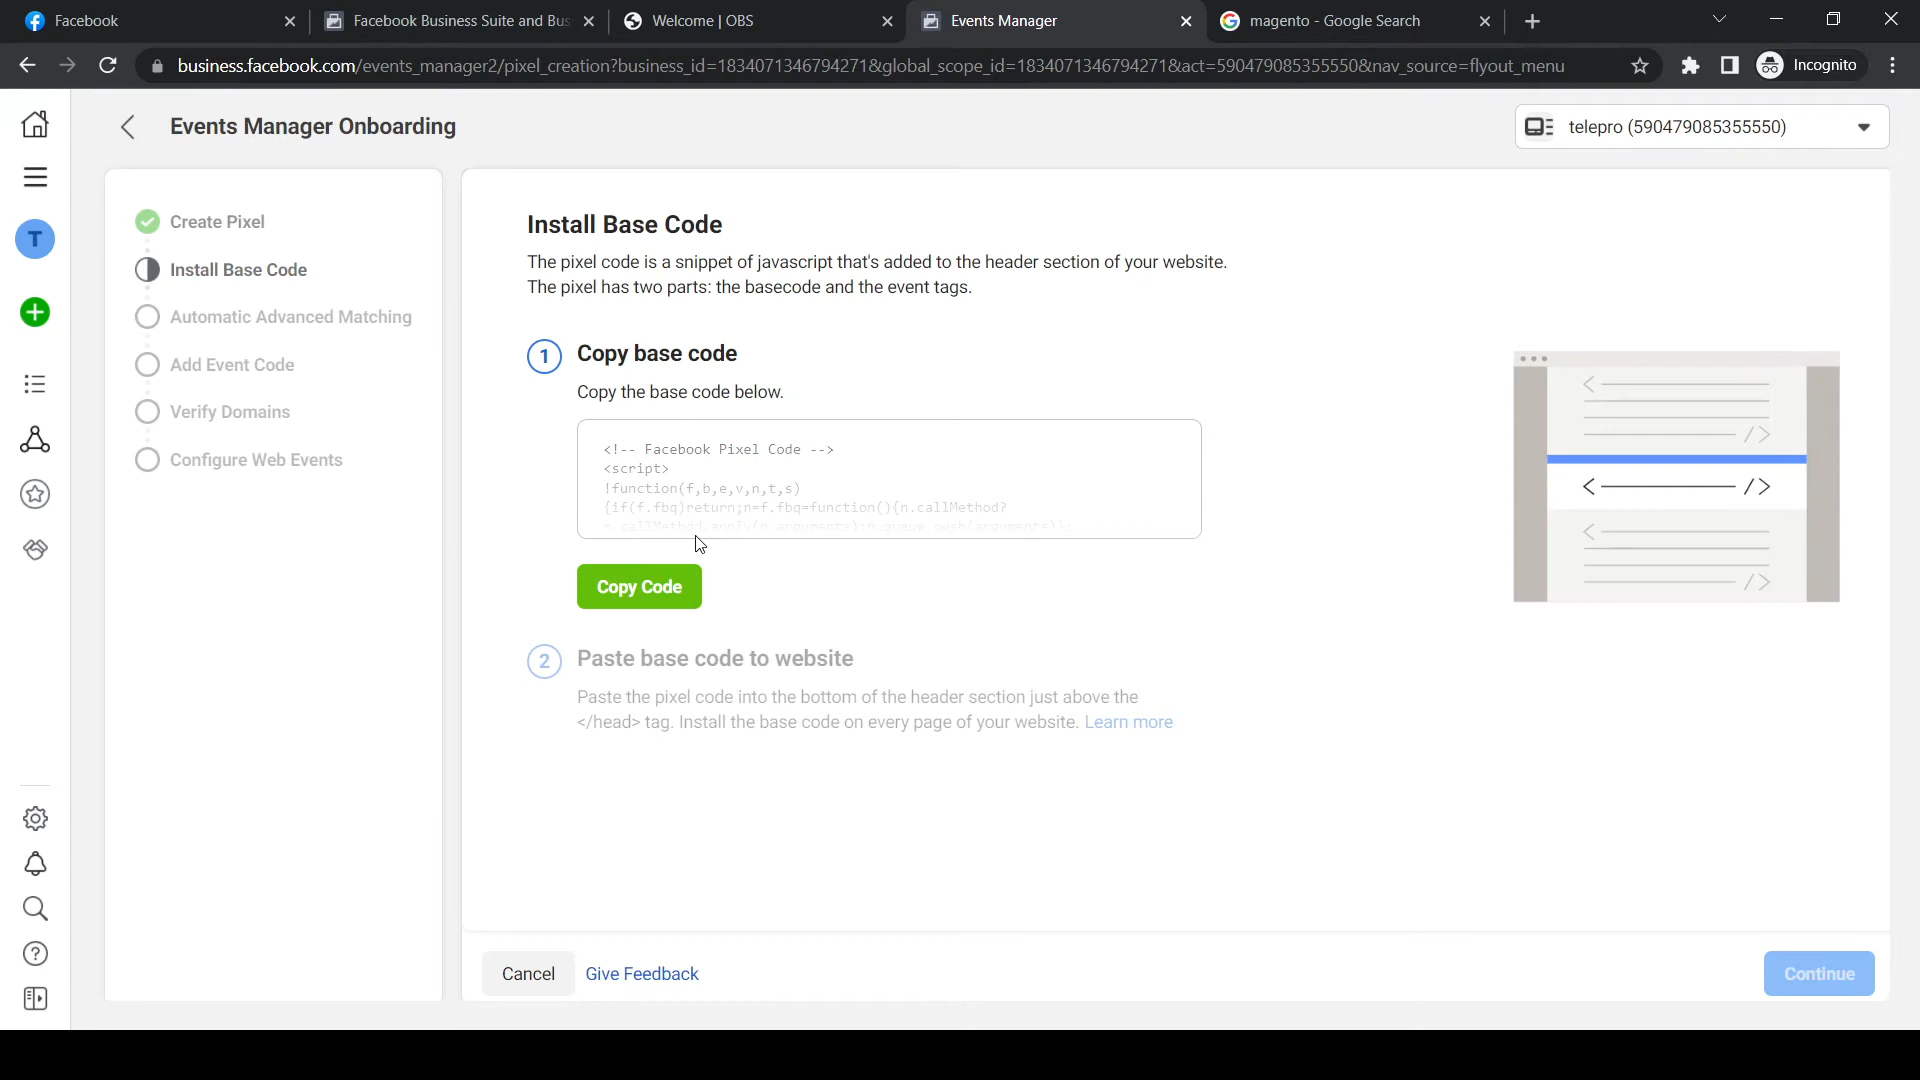 Facebook
Facebook Business Suite and Bus
Welcome | OBS
Events Manager
magento - Google Search
business.facebook.com/events_manager2/pixel_creation?business_id=1834071346794271&global_scope_id=1834071346794271&act=590479085355550&nav_source=flyout_menu
Incognito
Events Manager Onboarding
telepro (590479085355550)
T
Create Pixel
Install Base Code
Automatic Advanced Matching
Add Event Code
Verify Domains
Configure Web Events
Install Base Code
The pixel code is a snippet of javascript that's added to the header section of your website.
The pixel has two parts: the basecode and the event tags.
1 Copy base code
Copy the base code below.
<!-- Facebook Pixel Code -->
<script>
!function(f,b,e,v,n,t,s)
{if(f.fbq)return;n=f.fbq=function(){n.callMethod?
n.callMethod.apply(n,arguments):n.queue.push(arguments)};
Copy Code
2 Paste base code to website
Paste the pixel code into the bottom of the header section just above the
</head> tag. Install the base code on every page of your website. Learn more
Cancel
Give Feedback
Continue